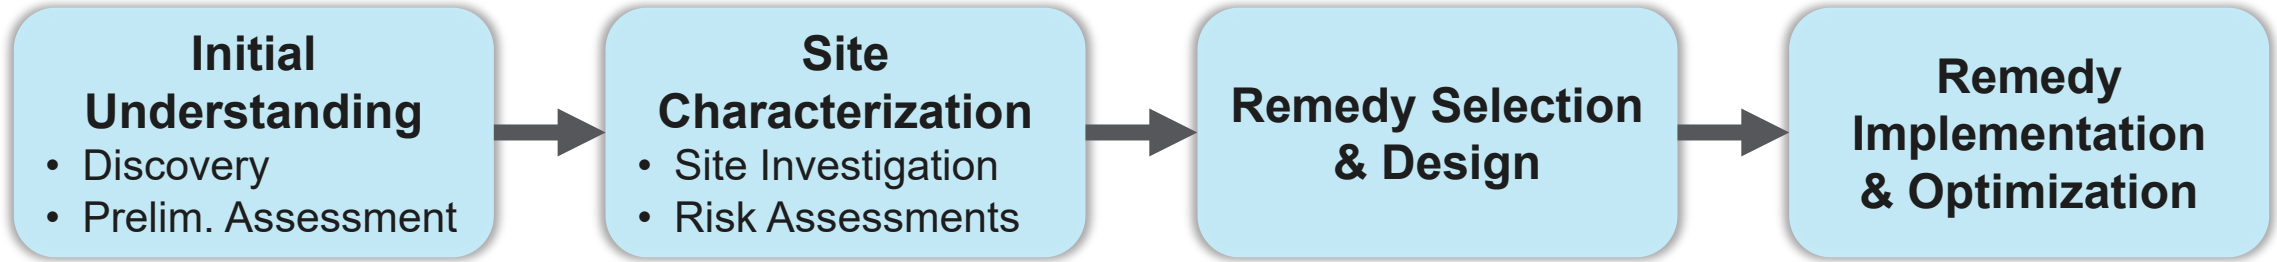 Initial
Understanding
• Discovery
• Prelim. Assessment
Site
Characterization
• Site Investigation
• Risk Assessments
Remedy Selection
& Design
Remedy
Implementation
& Optimization